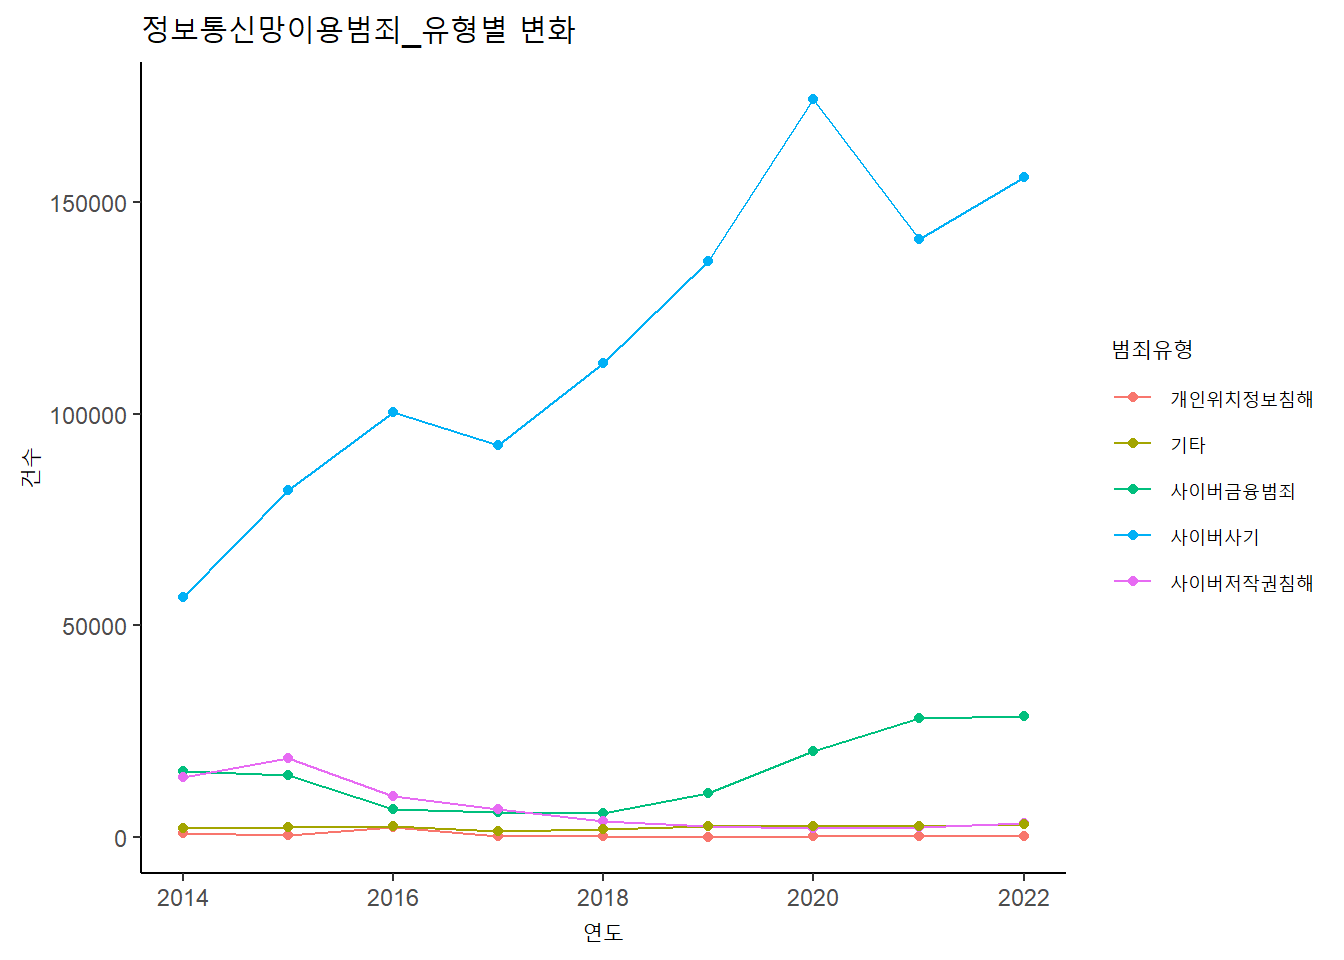 정보통신망이용범죄_유형별 변화
150000
100000
50000
0
건수
2014 2016 2018 2020 2022
연도
범죄유형
개인위치정보침해
기타
사이버금융범죄
사이버사기
사이버저작권침해